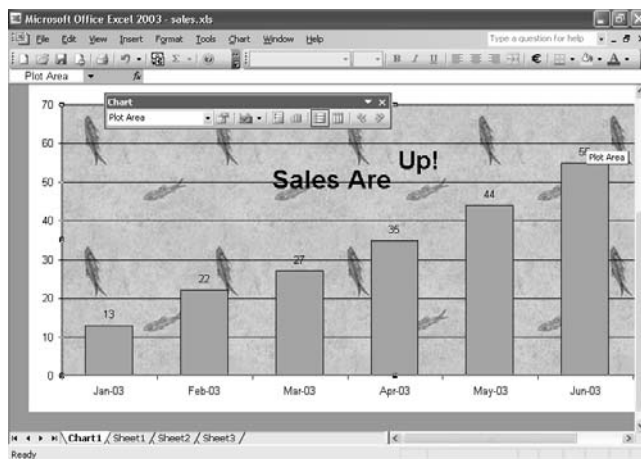 Microsoft Office Excel 2003 - sales.xls
File Edit View Insert Format Tools Chart Window Help Type a question for help
B I U € A
Plot Area fx
Chart
Plot Area
70
60
50
40
30
20
10
0
Up!
Sales Are
Plot Area
13
22
27
35
44
Jan-03 Feb-03 Mar-03 Apr-03 May-03 Jun-03
Chart1 Sheet1 Sheet2 Sheet3
Ready